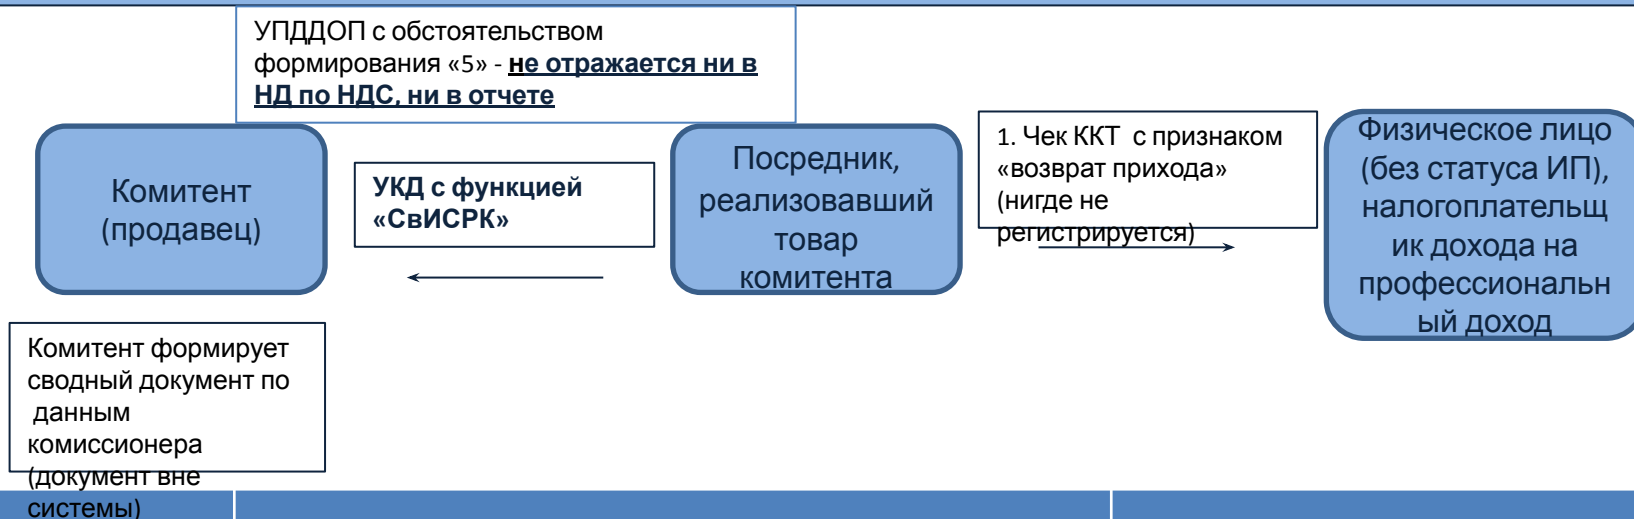 УПДДОП с обстоятельством
формирования «5» - не отражается ни в
НД по НДС, ни в отчете
Комитент
(продавец)
УКД с функцией
«СвИСРК»
Посредник,
реализовавший
товар
комитента
1. Чек ККТ с признаком
«возврат прихода»
(нигде не
регистрируется)
Физическое лицо
(без статуса ИП),
налогоплательщ
ик дохода на
профессиональн
ый доход
Комитент формирует
сводный документ по
данным
комиссионера
(документ вне
системы)